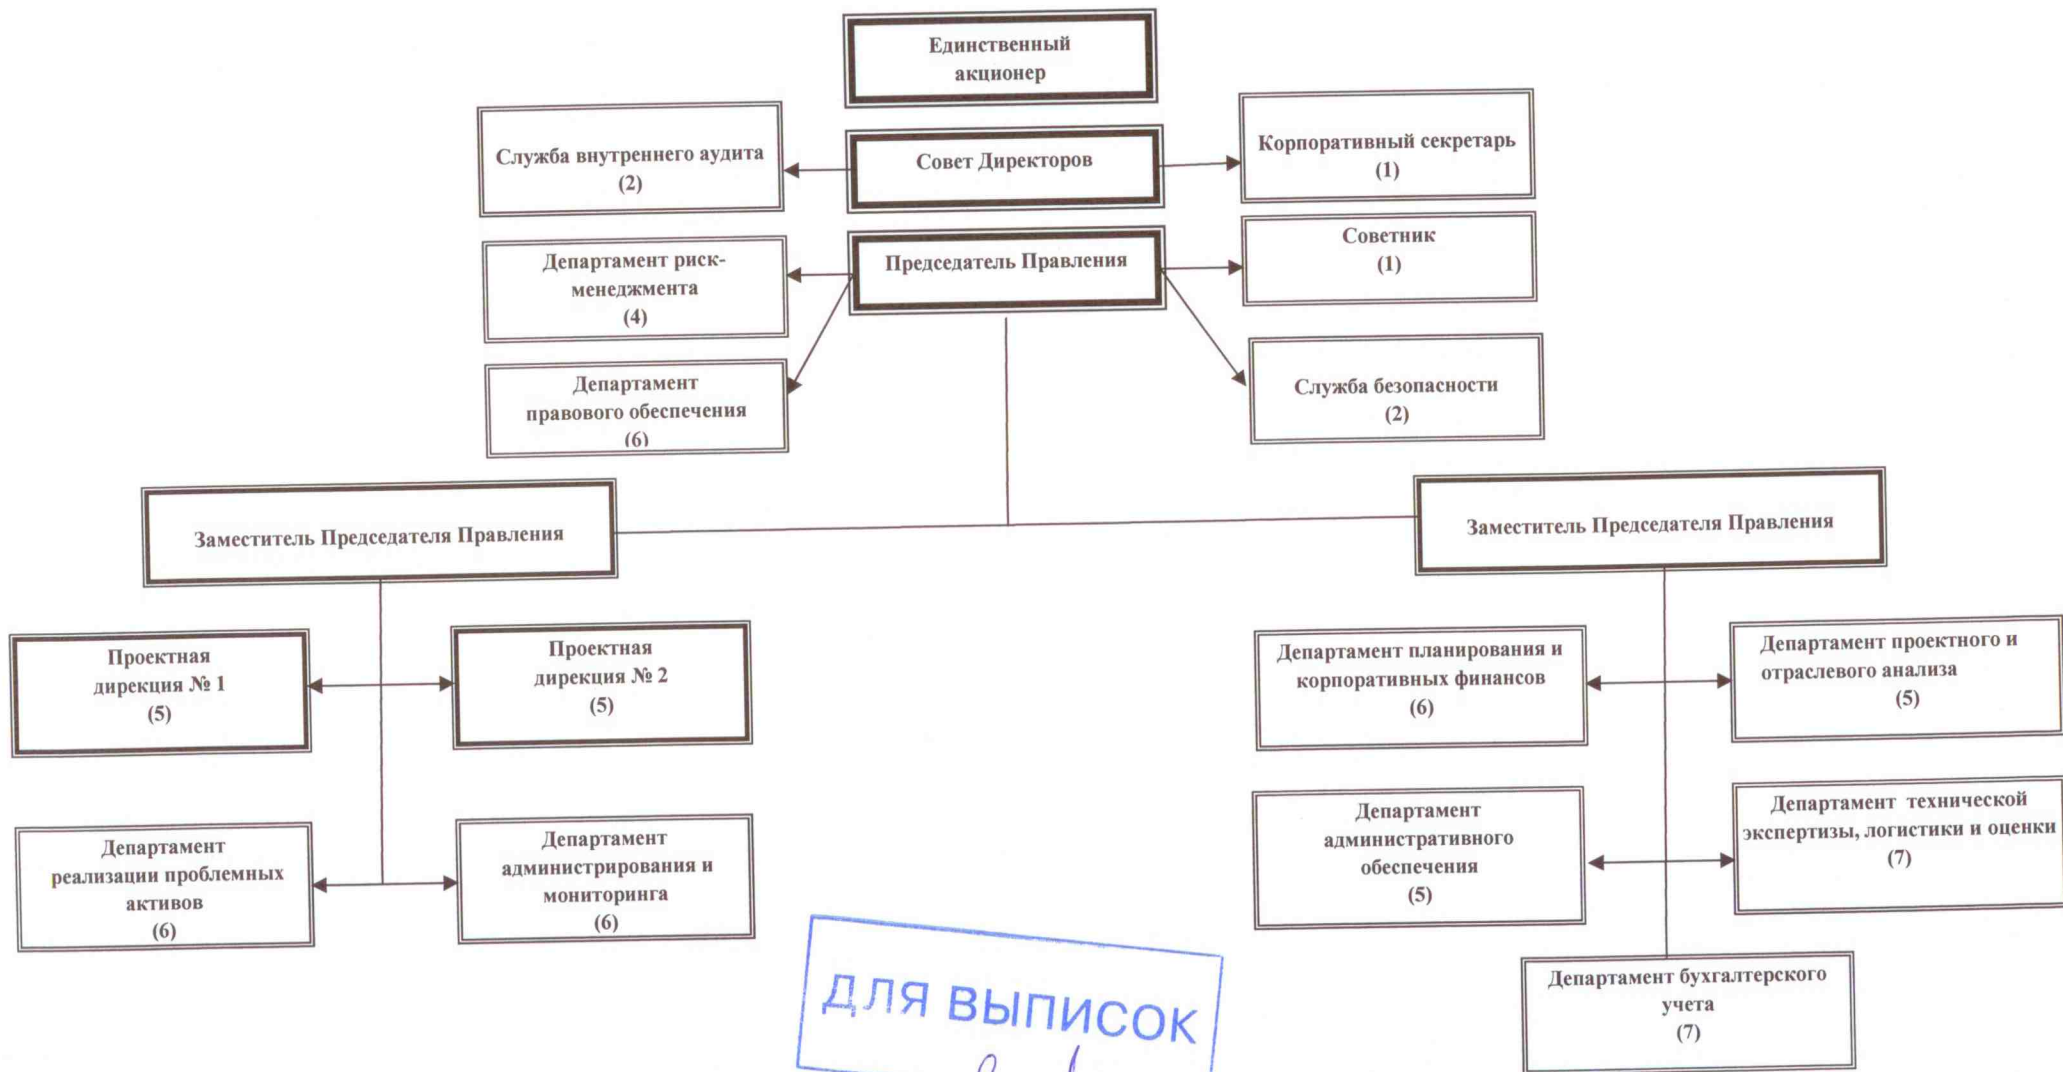 Единственный
акционер
Служба внутреннего аудита
(2)
Совет Директоров
Корпоративный секретарь
(1)
Департамент риск-
менеджмента
(4)
Председатель Правления
Советник
(1)
Департамент
правового обеспечения
(6)
Служба безопасности
(2)
Заместитель Председателя Правления
Заместитель Председателя Правления
Проектная
дирекция № 1
(5)
Проектная
дирекция № 2
(5)
Департамент планирования и
корпоративных финансов
(6)
Департамент проектного и
отраслевого анализа
(5)
Департамент
реализации проблемных
активов
(6)
Департамент
администрирования и
мониторинга
(6)
Департамент
административного
обеспечения
(5)
Департамент технической
экспертизы, логистики и оценки
(7)
Департамент бухгалтерского
учета
(7)
ДЛЯ ВЫПИСОК